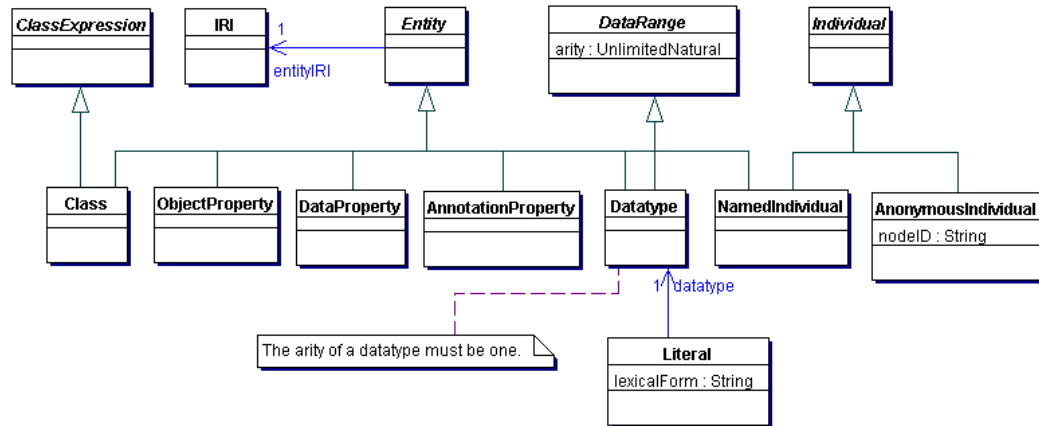 ClassExpression
IRI
Entity
DataRange
Individual
1
arity : UnlimitedNatural
entityIRI
Class
ObjectProperty
DataProperty
AnnotationProperty
Datatype
NamedIndividual
AnonymousIndividual
nodeID : String
1 datatype
The arity of a datatype must be one.
Literal
lexicalForm : String